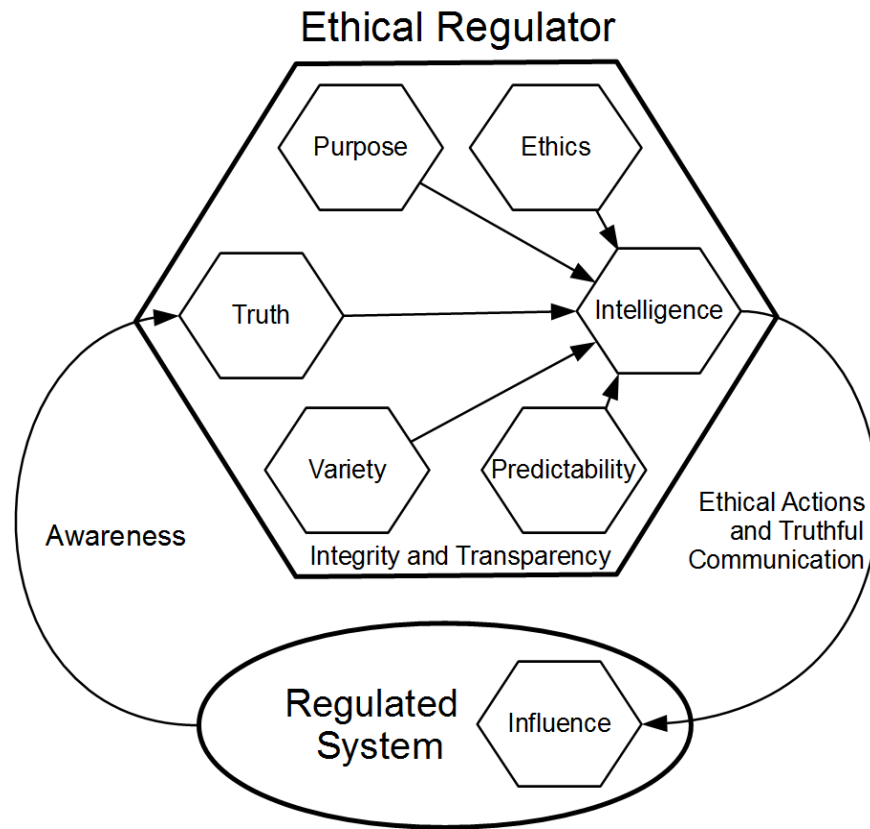 Ethical Regulator
Purpose
Ethics
Truth
Intelligence
Variety
Predictability
Integrity and Transparency
Awareness
Ethical Actions
and Truthful
Communication
Regulated
System
Influence